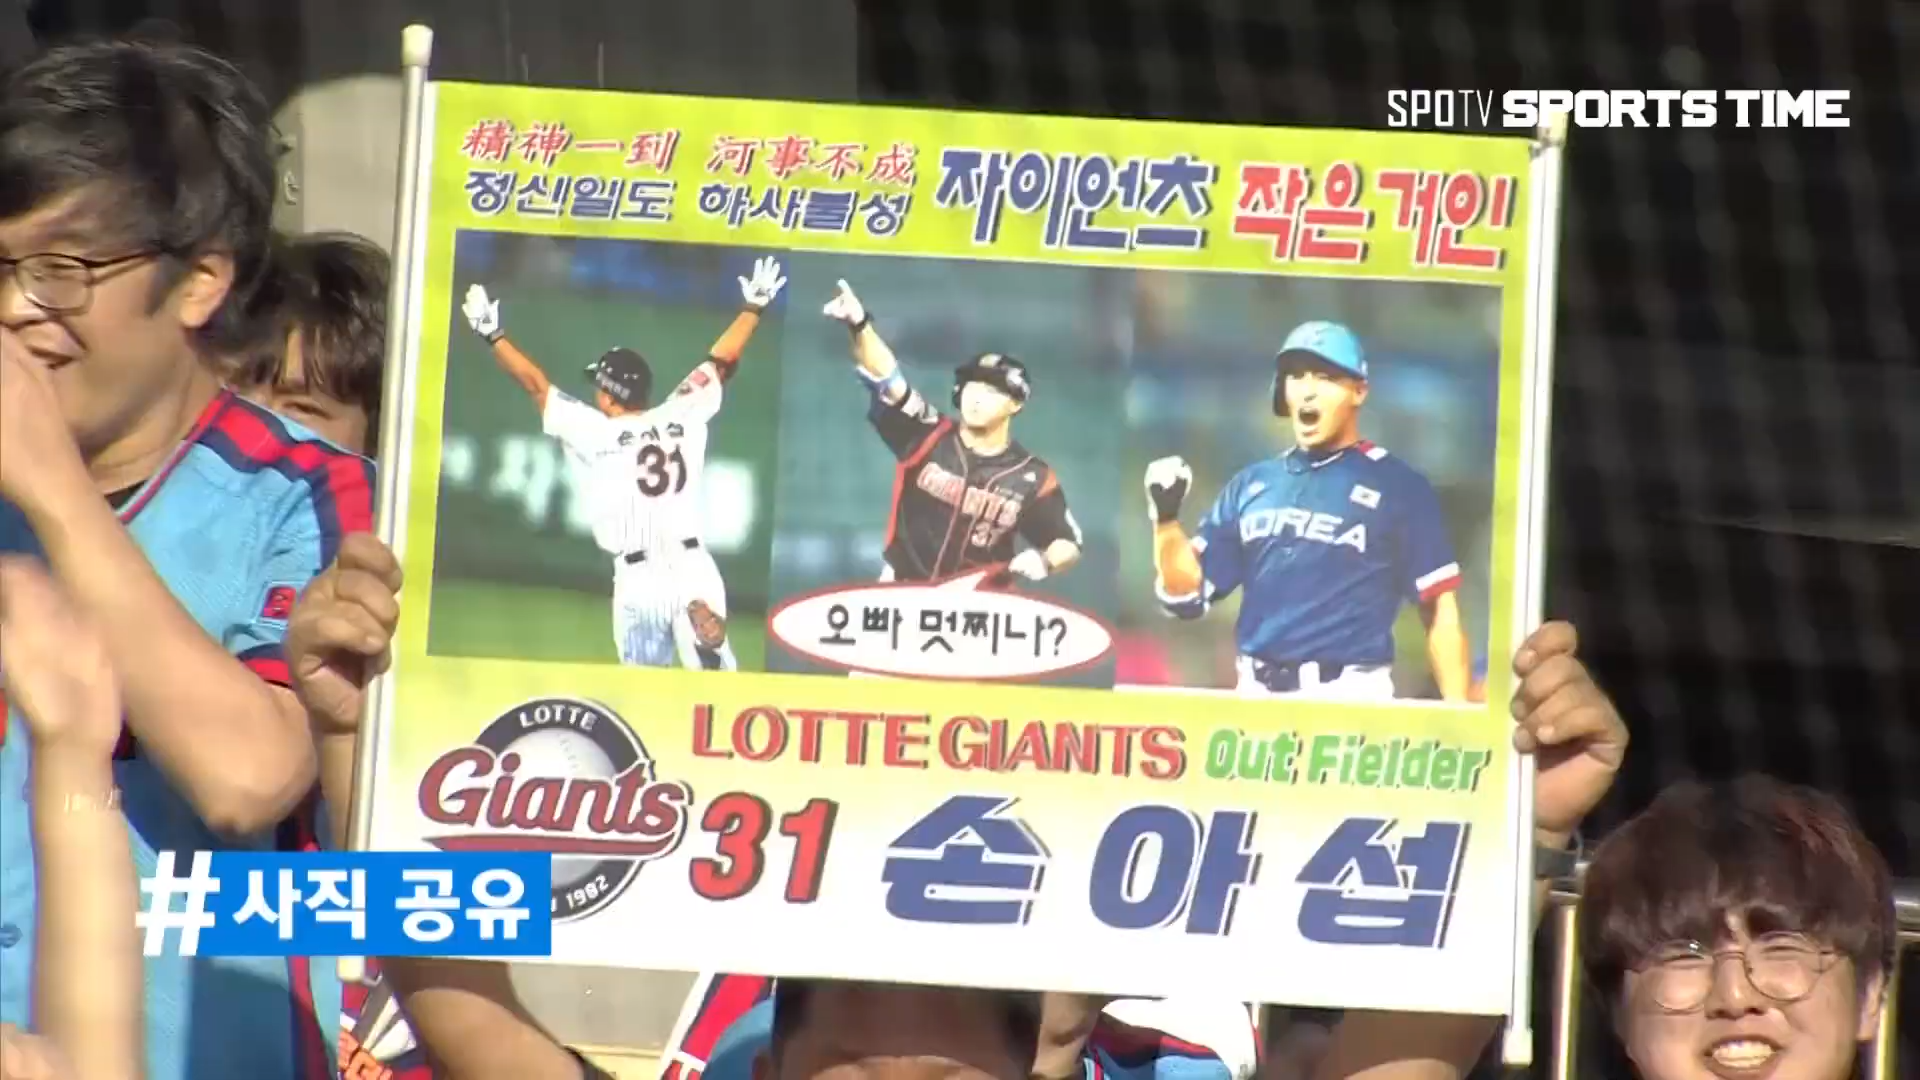 SPOTV SPORTS TIME
精神一到 河事不成
정신일도 하사불성
자이언츠 작은거인
31
GIANTS
31
KOREA
오빠 멋찌나?
LOTTE
Giants
1982
LOTTE GIANTS Out Fielder
31 손아섭
#사직 공유